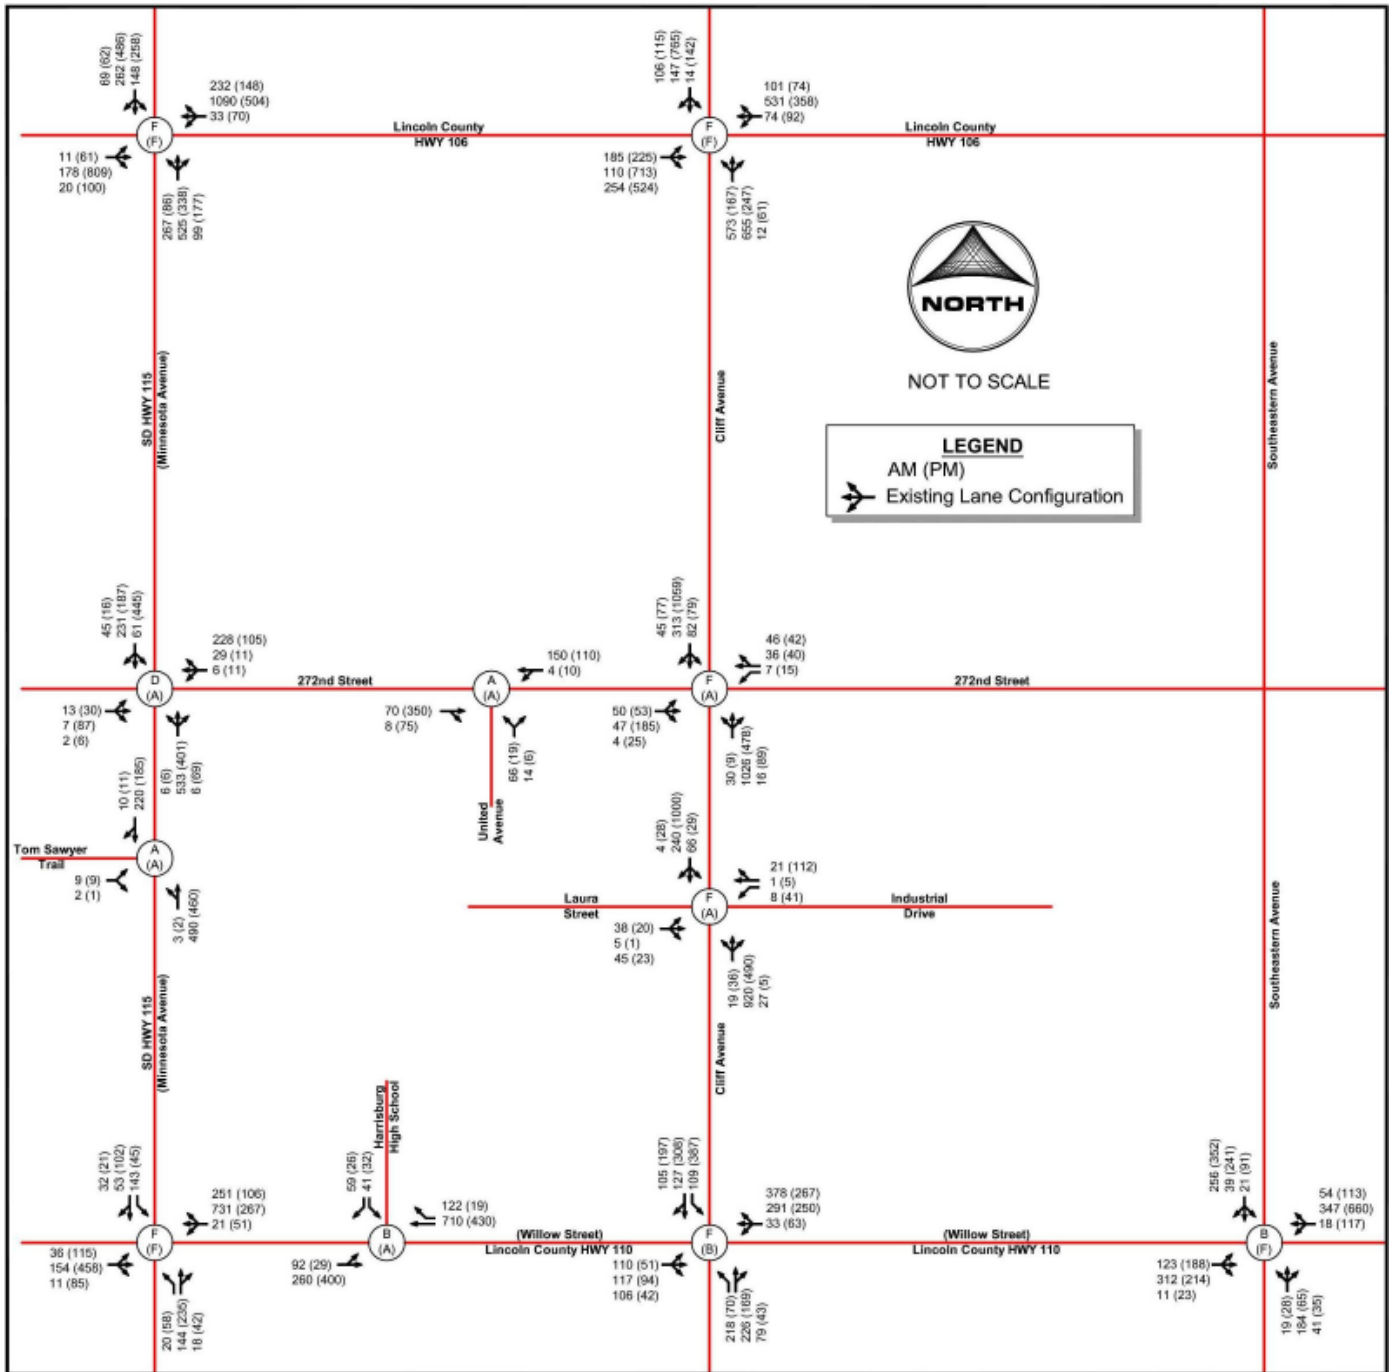 69 (62)
262 (486)
148 (258)
232 (148)
1090 (504)
33 (70)
F
(F)
11 (61)
178 (809)
20 (100)
267 (86)
525 (338)
99 (177)
Lincoln County
HWY 106
106 (115)
147 (765)
14 (142)
101 (74)
531 (358)
74 (92)
F
(F)
185 (225)
110 (713)
254 (524)
573 (167)
655 (247)
12 (61)
Lincoln County
HWY 106
NORTH
NOT TO SCALE
LEGEND
AM (PM)
Existing Lane Configuration
SD HWY 115
(Minnesota Avenue)
Cliff Avenue
Southeastern Avenue
45 (16)
231 (187)
61 (445)
228 (105)
29 (11)
6 (11)
D
(A)
13 (30)
7 (87)
2 (6)
6 (6)
533 (401)
6 (69)
272nd Street
150 (110)
4 (10)
A
(A)
70 (350)
8 (75)
66 (19)
14 (6)
United
Avenue
45 (77)
313 (1059)
82 (79)
46 (42)
36 (40)
7 (15)
F
(A)
50 (53)
47 (185)
4 (25)
30 (9)
1026 (478)
16 (89)
272nd Street
10 (11)
220 (185)
Tom Sawyer
Trail
A
(A)
9 (9)
2 (1)
3 (2)
490 (460)
4 (28)
240 (1000)
66 (29)
21 (112)
1 (5)
8 (41)
Laura
Street
F
(A)
Industrial
Drive
38 (20)
5 (1)
45 (23)
19 (36)
920 (490)
27 (5)
SD HWY 115
(Minnesota Avenue)
Cliff Avenue
Southeastern Avenue
Harrisburg
High School
32 (21)
53 (102)
143 (45)
251 (106)
731 (267)
21 (51)
F
(F)
36 (115)
154 (458)
11 (85)
20 (58)
144 (235)
18 (42)
59 (26)
41 (32)
122 (19)
710 (430)
B
(A)
92 (29)
260 (400)
(Willow Street)
Lincoln County HWY 110
105 (197)
127 (308)
109 (387)
378 (267)
291 (250)
33 (63)
F
(B)
110 (51)
117 (94)
106 (42)
218 (70)
226 (169)
79 (43)
(Willow Street)
Lincoln County HWY 110
256 (352)
39 (241)
21 (91)
54 (113)
347 (660)
18 (117)
B
(F)
123 (188)
312 (214)
11 (23)
19 (28)
184 (65)
41 (35)